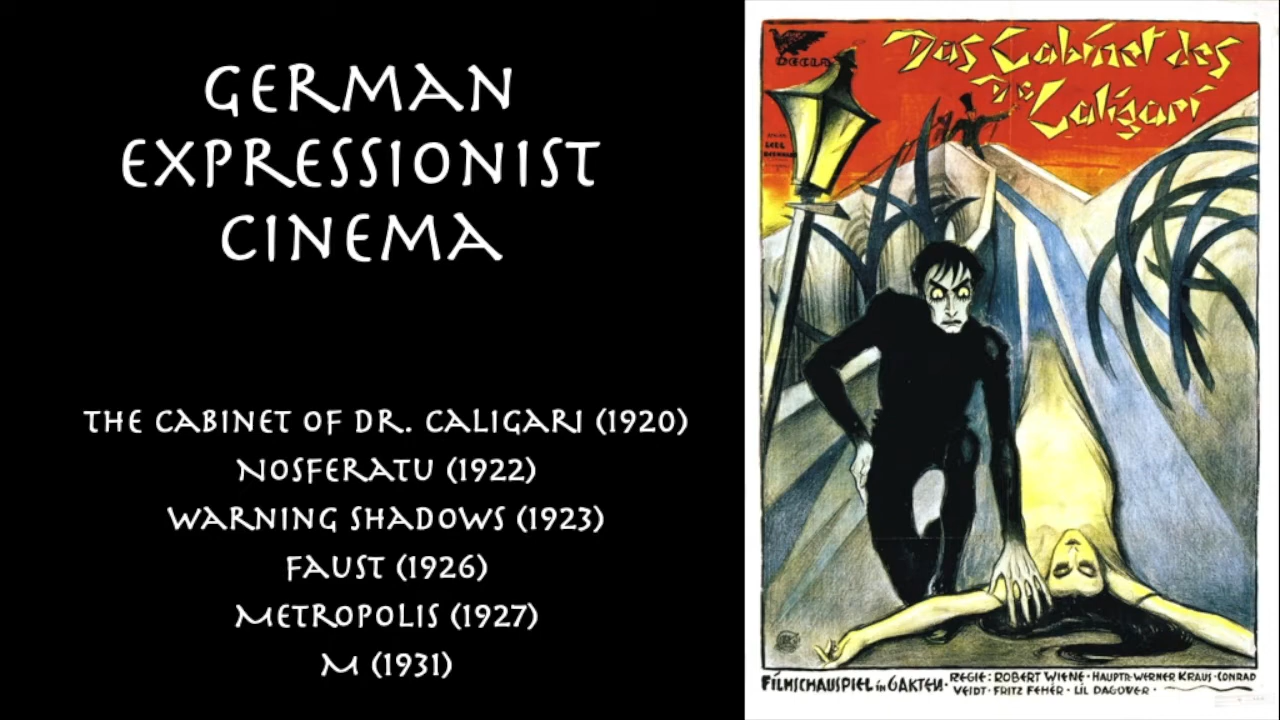 GERMAN
EXPRESSIONIST
CINEMA
THE CABINET OF DR. CALIGARI (1920)
NOSFERATU (1922)
WARNING SHADOWS (1923)
FAUST (1926)
METROPOLIS (1927)
M (1931)
DECLA
Das Cabinet des
Dr. Caligari
FILMSCHAUSPIEL in 6 AKTEN · REGIE: ROBERT WIENE · HAUPTR: WERNER KRAUS · CONRAD
VEIDT · FRITZ FEHER · LIL DAGOVER ·